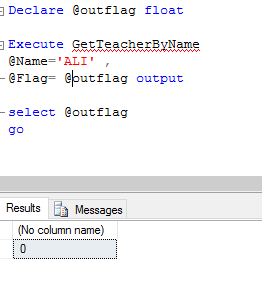 Declare @outflag float
Execute GetTeacherByName
@Name='ALI' ,
@Flag= @outflag output
select @outflag
go
Results Messages
(No column name)
0